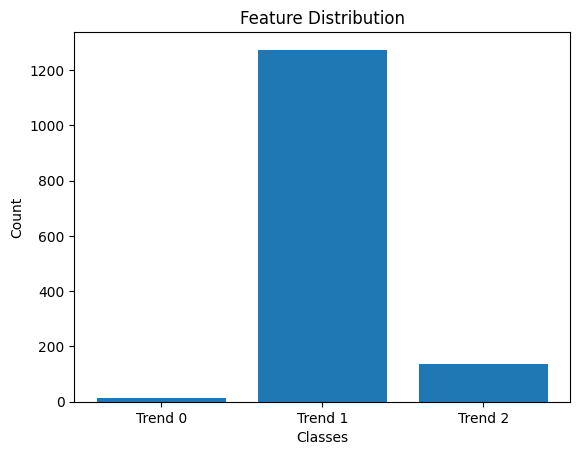 Feature Distribution
1200
1000
800
600
400
200
0
Count
Trend 0
Trend 1
Trend 2
Classes